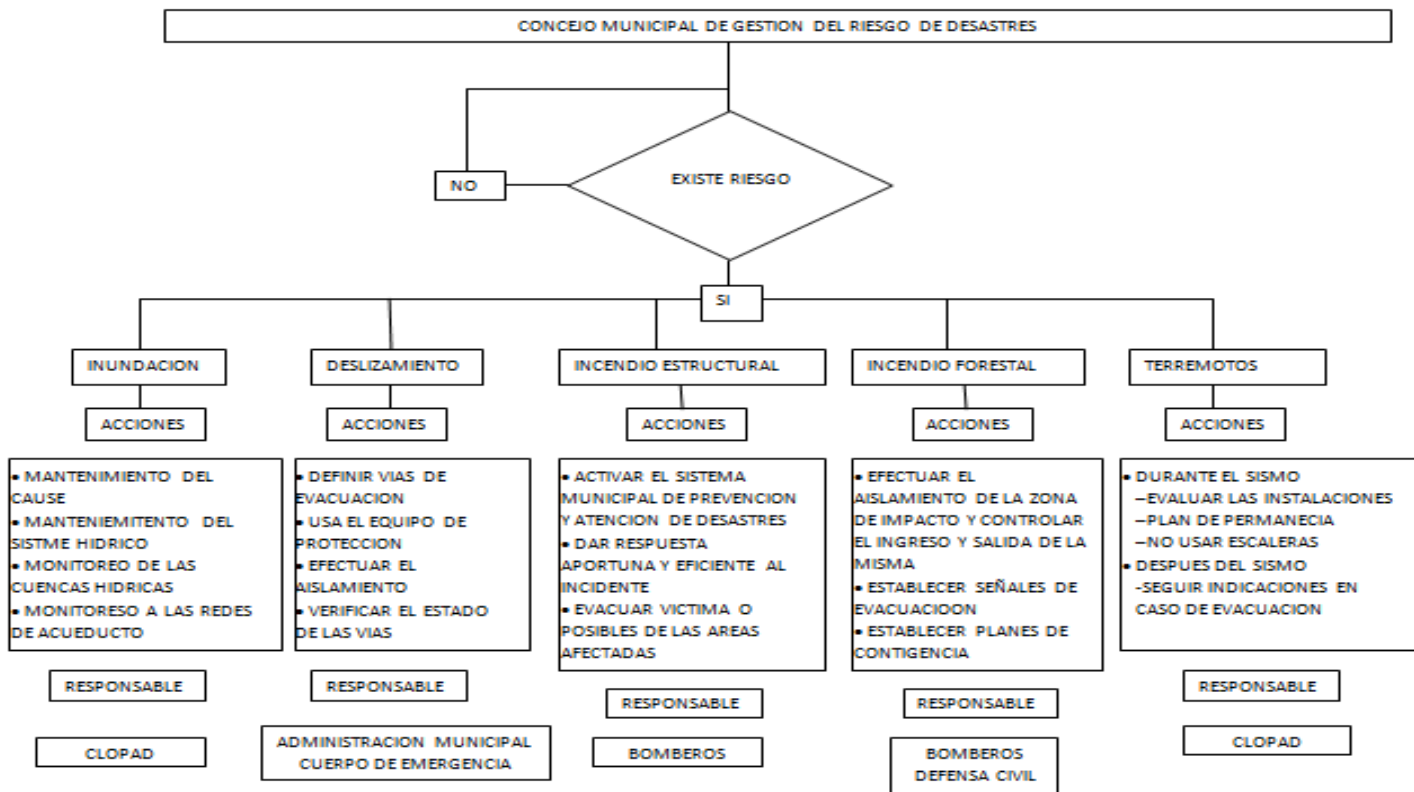 CONCEJO MUNICIPAL DE GESTION DEL RIESGO DE DESASTRES
EXISTE RIESGO
NO
SI
INUNDACION
DESLIZAMIENTO
INCENDIO ESTRUCTURAL
INCENDIO FORESTAL
TERREMOTOS
ACCIONES
ACCIONES
ACCIONES
ACCIONES
ACCIONES
• MANTENIMIENTO DEL
CAUSE
• MANTENIEMITENTO DEL
SISTME HIDRICO
• MONITOREO DE LAS
CUENCAS HIDRICAS
• MONITORESO A LAS REDES
DE ACUEDUCTO
• DEFINIR VIAS DE
EVACUACION
• USA EL EQUIPO DE
PROTECCION
• EFECTUAR EL
AISLAMIENTO
• VERIFICAR EL ESTADO
DE LAS VIAS
• ACTIVAR EL SISTEMA
MUNICIPAL DE PREVENCION
Y ATENCION DE DESASTRES
• DAR RESPUESTA
APORTUNA Y EFICIENTE AL
INCIDENTE
• EVACUAR VICTIMA O
POSIBLES DE LAS AREAS
AFECTADAS
• EFECTUAR EL
AISLAMIENTO DE LA ZONA
DE IMPACTO Y CONTROLAR
EL INGRESO Y SALIDA DE LA
MISMA
• ESTABLECER SEÑALES DE
EVACUACIOON
• ESTABLECER PLANES DE
CONTIGENCIA
• DURANTE EL SISMO
–EVALUAR LAS INSTALACIONES
–PLAN DE PERMANECIA
–NO USAR ESCALERAS
• DESPUES DEL SISMO
-SEGUIR INDICACIONES EN
CASO DE EVACUACION
RESPONSABLE
RESPONSABLE
RESPONSABLE
RESPONSABLE
RESPONSABLE
CLOPAD
ADMINISTRACION MUNICIPAL
CUERPO DE EMERGENCIA
BOMBEROS
BOMBEROS
DEFENSA CIVIL
CLOPAD